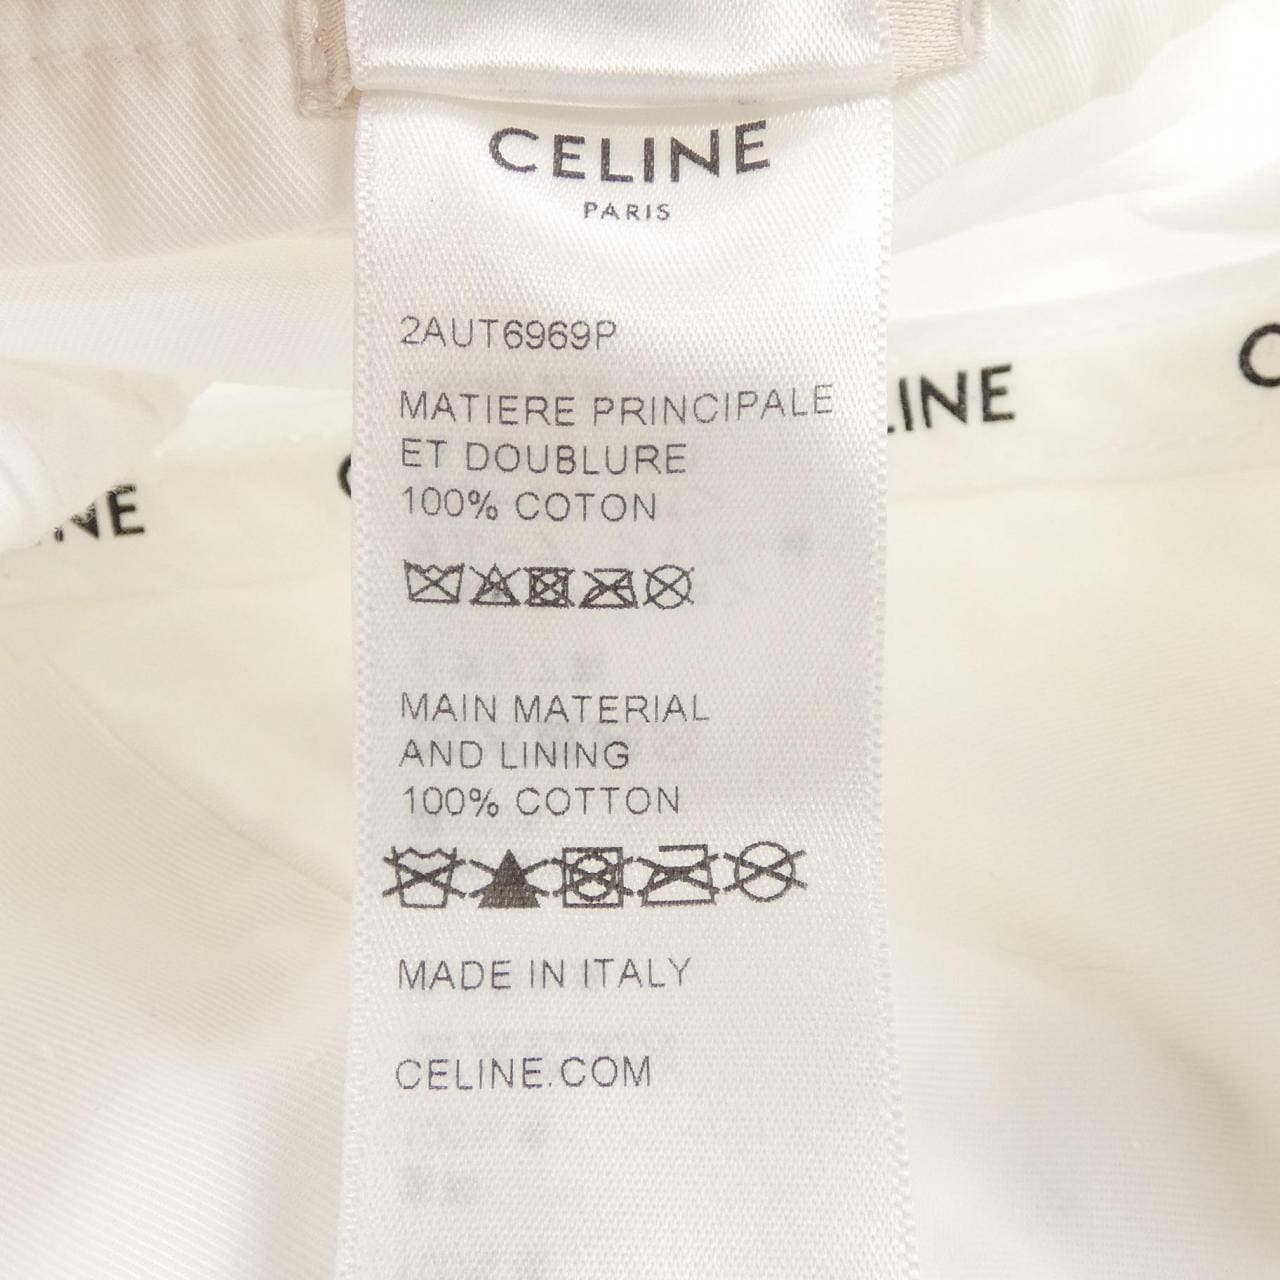 CELINE
PARIS
2AUT6969P
MATIERE PRINCIPALE
ET DOUBLURE
100% COTON
MAIN MATERIAL
AND LINING
100% COTTON
MADE IN ITALY
CELINE.COM
LINE
C
NE